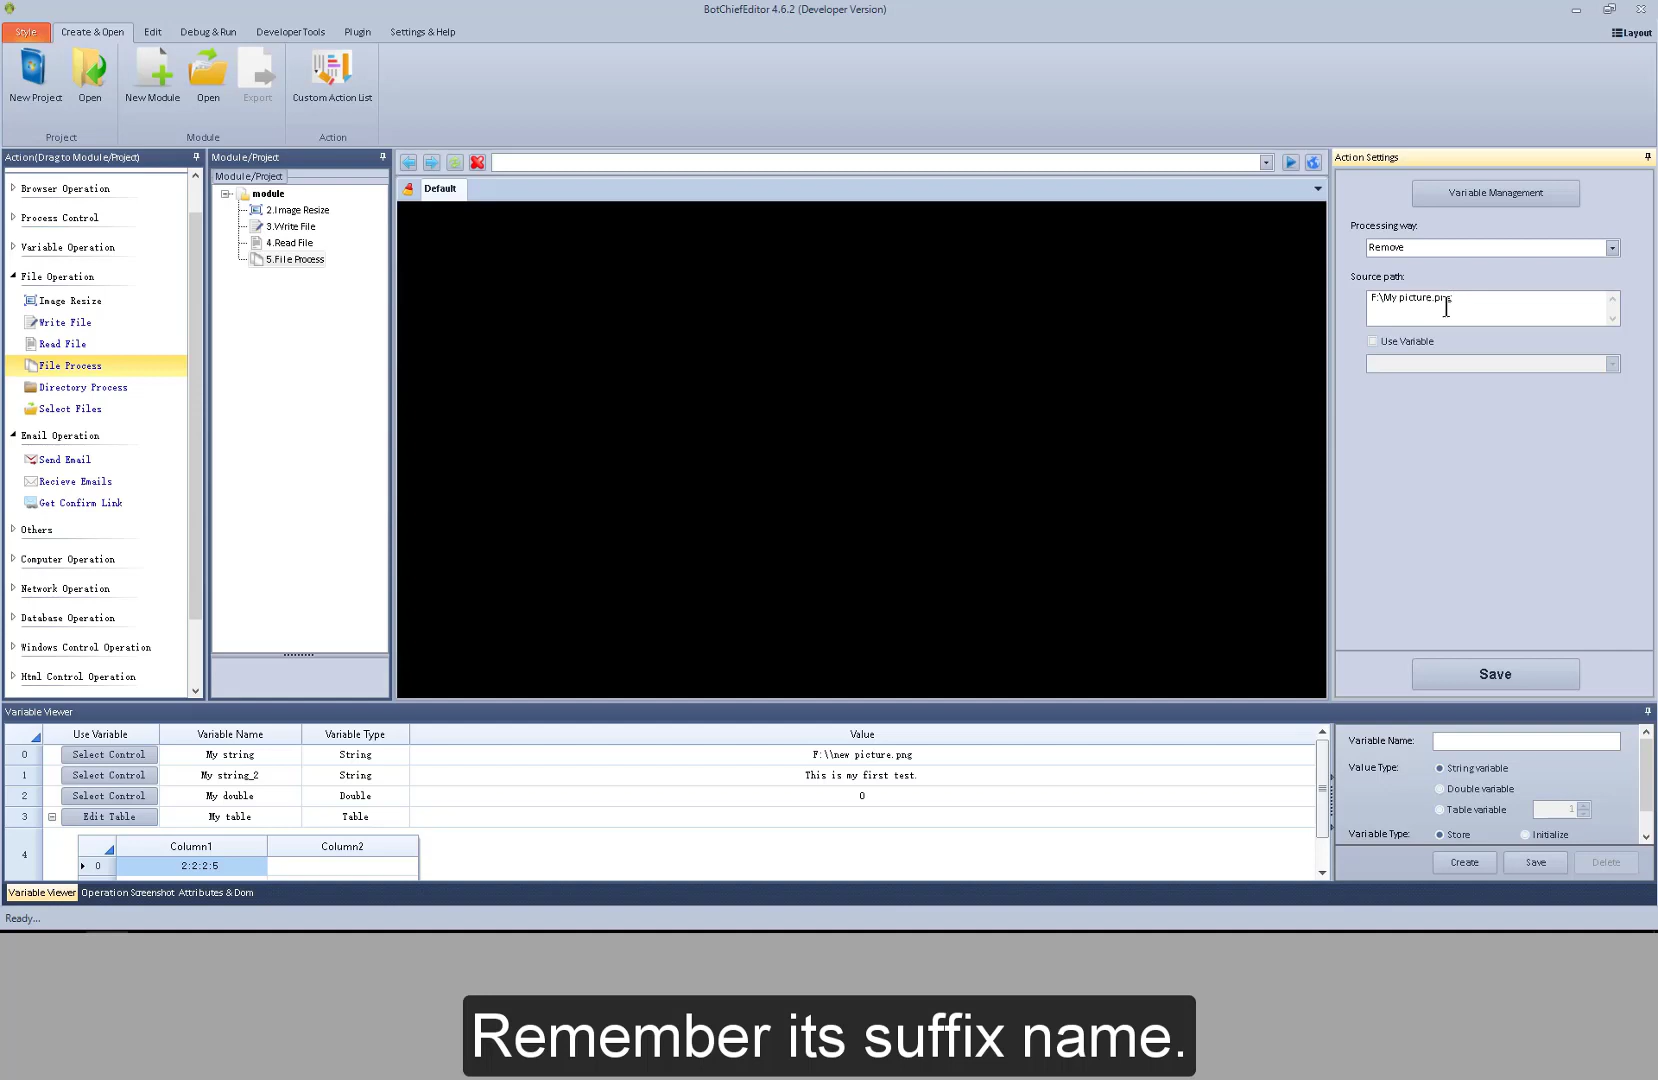 BotChiefEditor 4.6.2 (Developer Version)
Style
Create & Open
Edit
Debug & Run
Developer Tools
Plugin
Settings & Help
Layout
New Project
Open
New Module
Open
Export
Custom Action List
Project
Module
Action
Action(Drag to Module/Project)
Browser Operation
Process Control
Variable Operation
File Operation
Image Resize
Write File
Read File
File Process
Directory Process
Select Files
Email Operation
Send Email
Recieve Emails
Get Confirm Link
Others
Computer Operation
Network Operation
Database Operation
Windows Control Operation
Html Control Operation
Module/Project
Module/Project
module
2.Image Resize
3.Write File
4.Read File
5.File Process
Default
Action Settings
Variable Management
Processing way:
Remove
Source path:
F:\My picture.png
Use Variable
Save
Variable Viewer
Use Variable
Variable Name
Variable Type
Value
0
Select Control
My string
String
F:\\new picture.png
1
Select Control
My string_2
String
This is my first test.
2
Select Control
My double
Double
0
3
Edit Table
My table
Table
4
Column1
Column2
0
2:2:2:5
Variable Name:
Value Type:
String variable
Double variable
Table variable
1
Variable Type:
Store
Initialize
Create
Save
Delete
Variable Viewer
Operation Screenshot
Attributes & Dom
Ready...
Remember its suffix name.